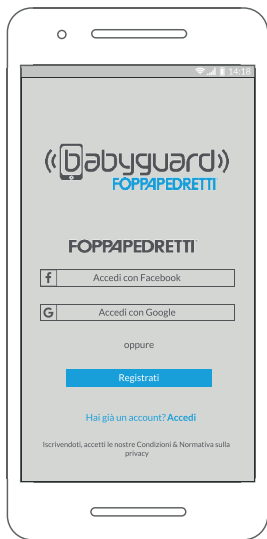 14:18
((babyguard))
FOPPAPEDRETTI
FOPPAPEDRETTI
f Accedi con Facebook
G Accedi con Google
oppure
Registrati
Hai già un account? Accedi
Iscrivendoti, accetti le nostre Condizioni & Normativa sulla
privacy